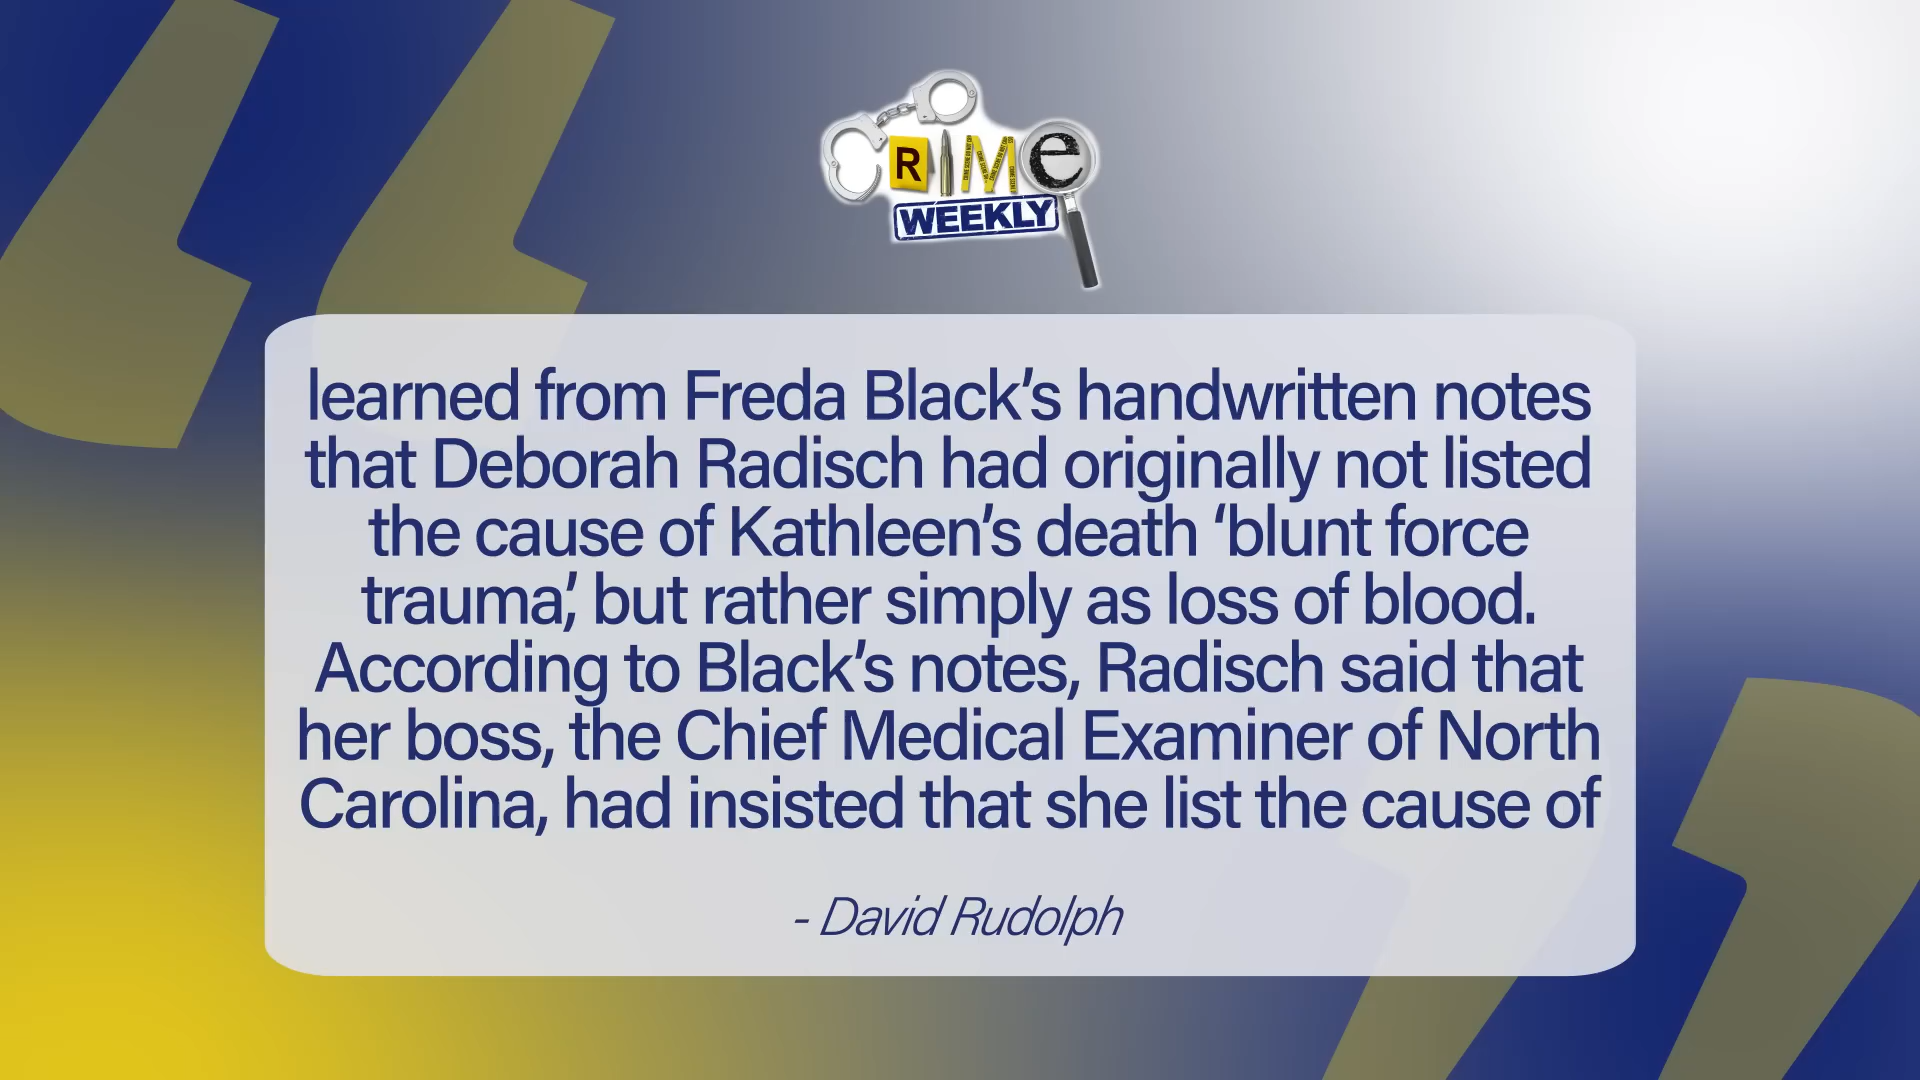 CRIMe
WEEKLY
learned from Freda Black’s handwritten notes
that Deborah Radisch had originally not listed
the cause of Kathleen’s death ‘blunt force
trauma,’ but rather simply as loss of blood.
According to Black’s notes, Radisch said that
her boss, the Chief Medical Examiner of North
Carolina, had insisted that she list the cause of
- David Rudolph